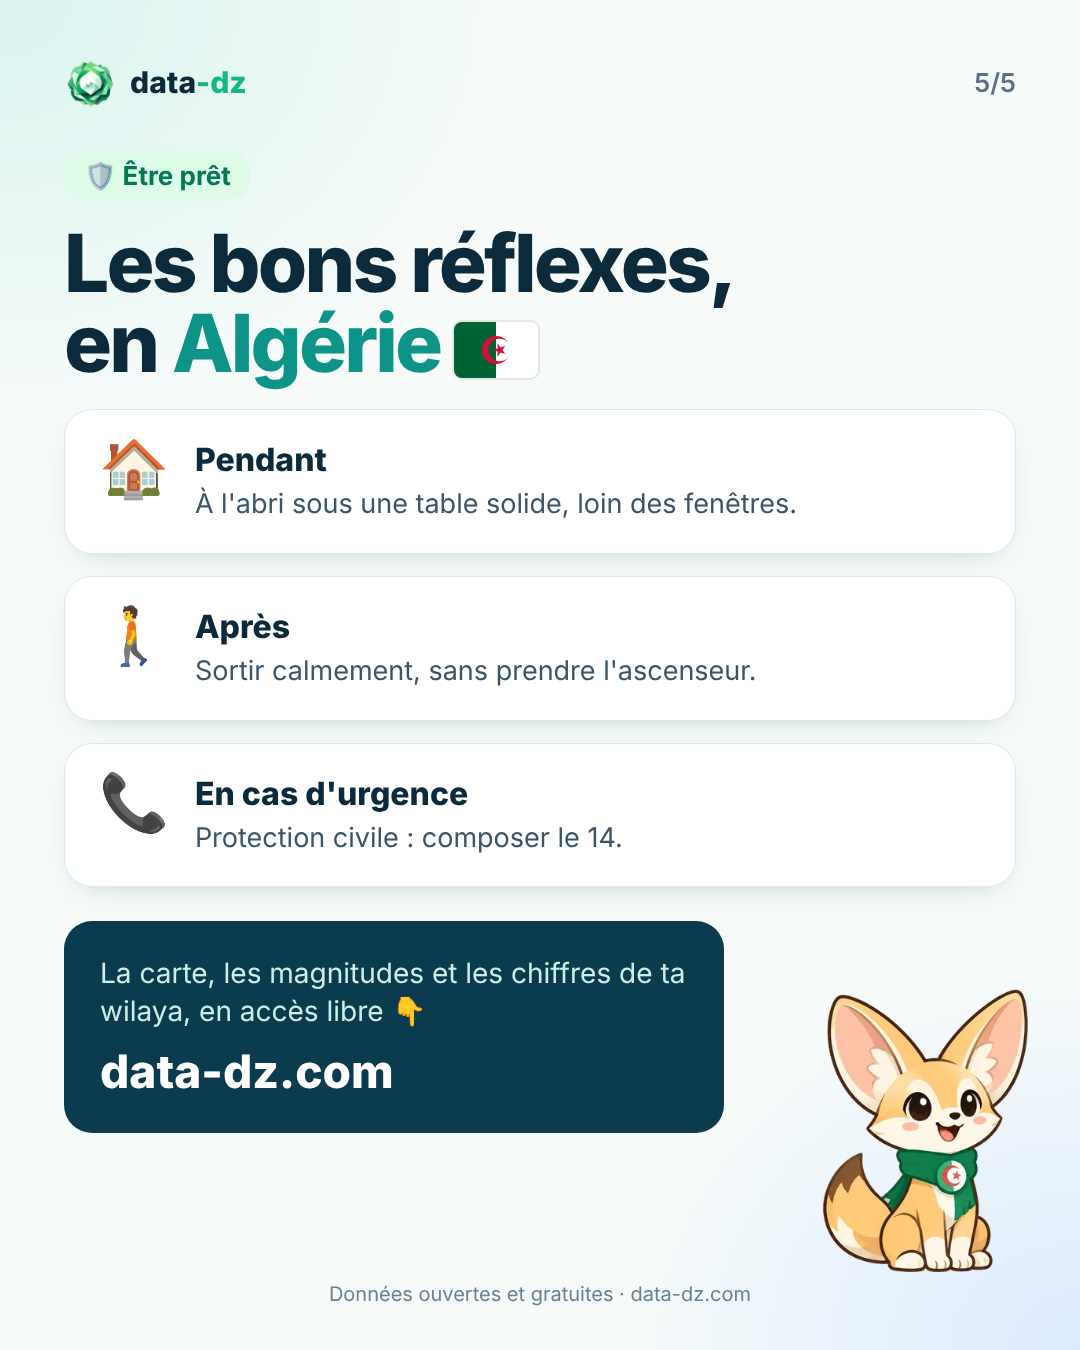 data-dz
5/5
🛡️ Être prêt
Les bons réflexes,
en Algérie 🇩🇿
Pendant
À l'abri sous une table solide, loin des fenêtres.
Après
Sortir calmement, sans prendre l'ascenseur.
En cas d'urgence
Protection civile : composer le 14.
La carte, les magnitudes et les chiffres de ta
wilaya, en accès libre 👇
data-dz.com
Données ouvertes et gratuites · data-dz.com